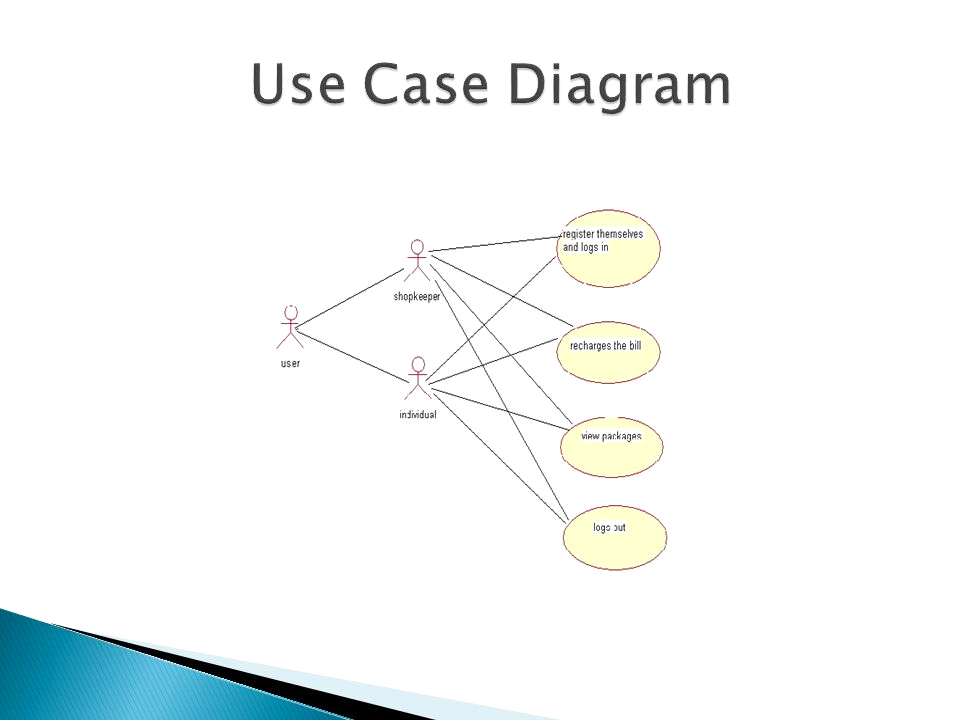 Use Case Diagram
register themselves
and logs in
shopkeeper
recharges the bill
user
individual
view packages
logs out